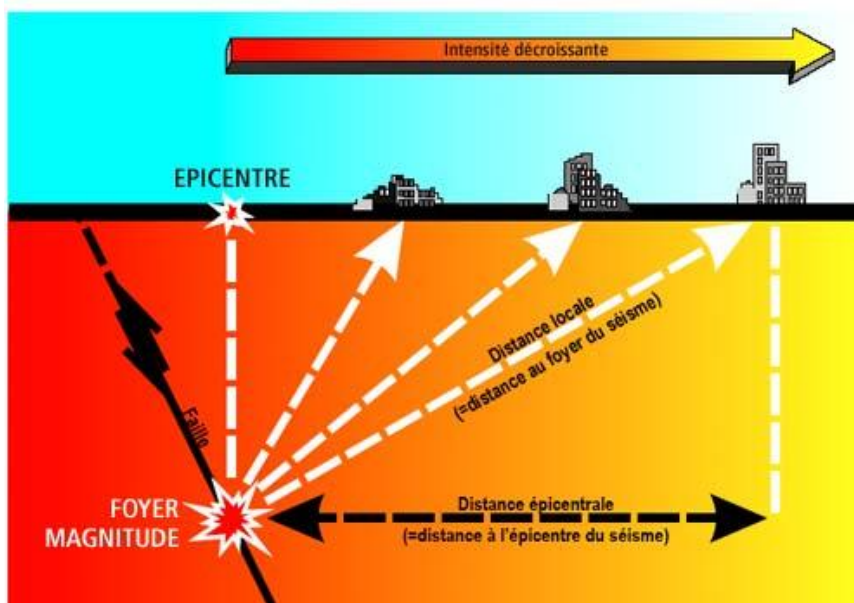 Intensité décroissante
EPICENTRE
Distance locale
(=distance au foyer du séisme)
Faille
FOYER
MAGNITUDE
Distance épicentrale
(=distance à l'épicentre du séisme)